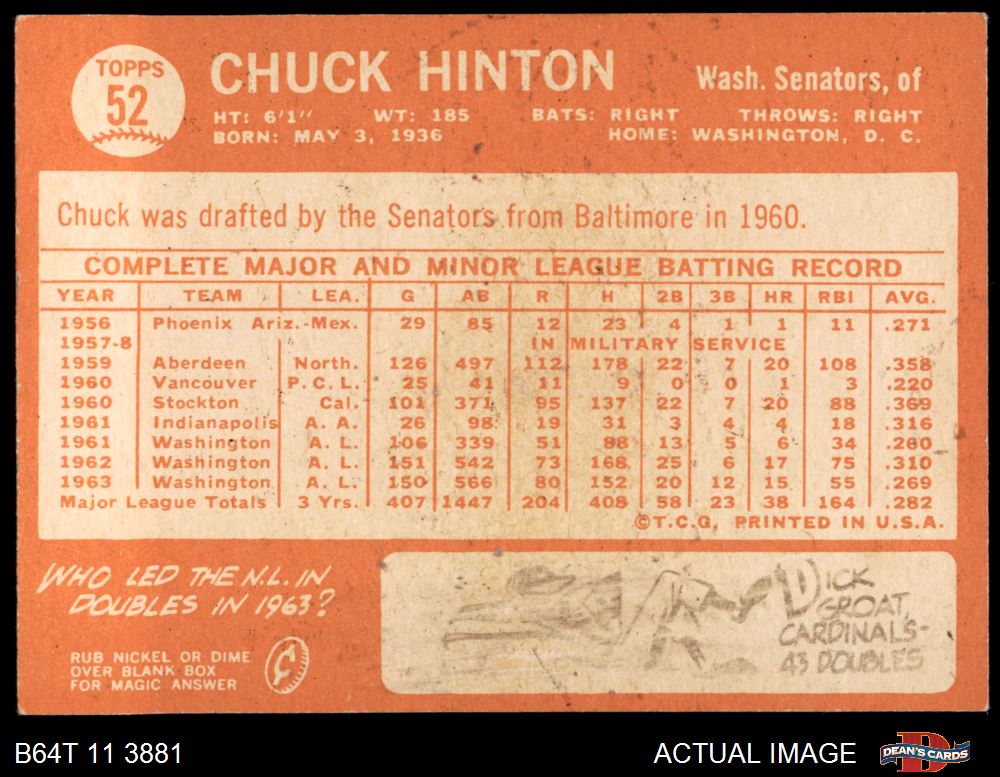 TOPPS
52
CHUCK HINTON
Wash. Senators, of
HT: 6'1" WT: 185 BATS: RIGHT THROWS: RIGHT
BORN: MAY 3, 1936 HOME: WASHINGTON, D. C.
Chuck was drafted by the Senators from Baltimore in 1960.
COMPLETE MAJOR AND MINOR LEAGUE BATTING RECORD
YEAR TEAM LEA. G AB R H 2B 3B HR RBI AVG.
1956 Phoenix Ariz.-Mex. 29 85 12 23 4 1 1 11 .271
1957-8 IN MILITARY SERVICE
1959 Aberdeen North. 126 497 112 178 22 7 20 108 .358
1960 Vancouver P.C.L. 25 41 11 9 0 0 1 3 .220
1960 Stockton Cal. 101 371 95 137 22 7 20 88 .369
1961 Indianapolis A. A. 26 98 19 31 3 4 4 18 .316
1961 Washington A. L. 106 339 51 88 13 5 6 34 .260
1962 Washington A. L. 151 542 73 168 25 6 17 75 .310
1963 Washington A. L. 150 566 80 152 20 12 15 55 .269
Major League Totals 3 Yrs. 407 1447 204 408 58 23 38 164 .282
©T.C.G. PRINTED IN U.S.A.
WHO LED THE N.L. IN
DOUBLES IN 1963?
RUB NICKEL OR DIME
OVER BLANK BOX
FOR MAGIC ANSWER
DICK
GROAT,
CARDINALS-
43 DOUBLES
B64T 11 3881
ACTUAL IMAGE
DEAN'S CARDS